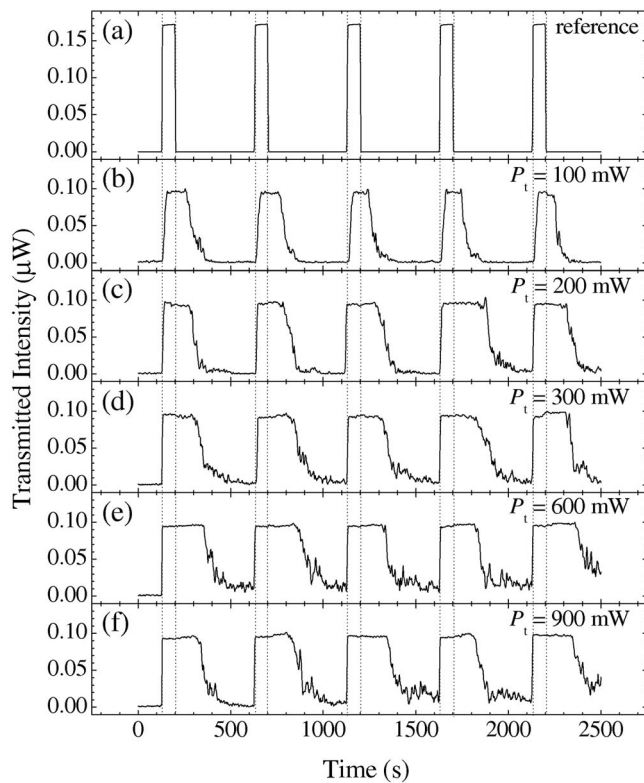 (a)
reference
0.15
0.10
0.05
0.00
(b)
Pt = 100 mW
0.10
0.05
0.00
(c)
Pt = 200 mW
0.10
0.05
0.00
(d)
Pt = 300 mW
0.10
0.05
0.00
(e)
Pt = 600 mW
0.10
0.05
0.00
(f)
Pt = 900 mW
0.10
0.05
0.00
Transmitted Intensity (μW)
0 500 1000 1500 2000 2500
Time (s)